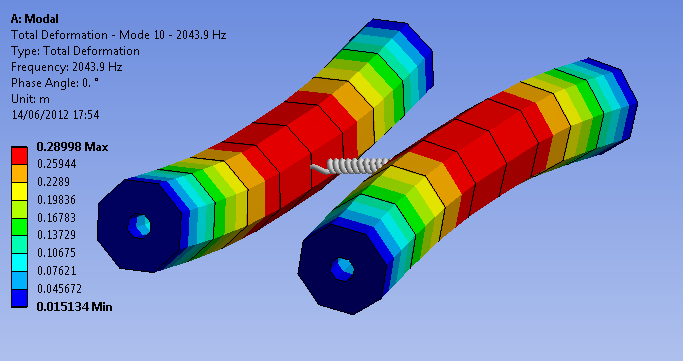 A: Modal
Total Deformation - Mode 10 - 2043.9 Hz
Type: Total Deformation
Frequency: 2043.9 Hz
Phase Angle: 0. °
Unit: m
14/06/2012 17:54
0.28998 Max
0.25944
0.2289
0.19836
0.16783
0.13729
0.10675
0.07621
0.045672
0.015134 Min